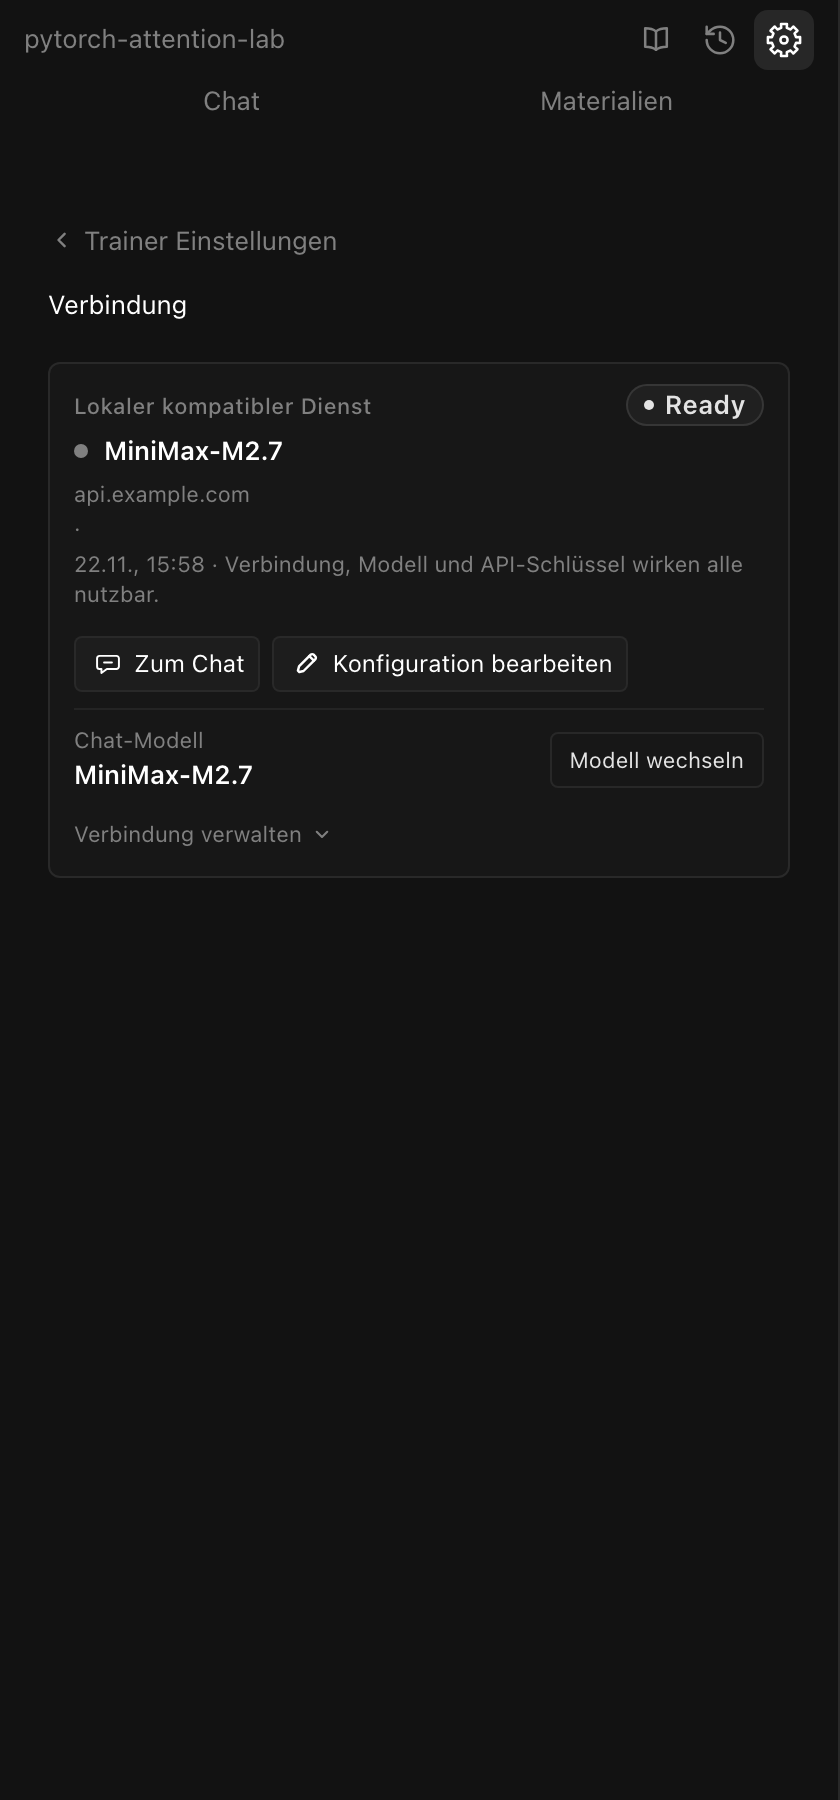 pytorch-attention-lab
Chat
Materialien
Trainer Einstellungen
Verbindung
Lokaler kompatibler Dienst
Ready
MiniMax-M2.7
api.example.com
·
22.11., 15:58 · Verbindung, Modell und API-Schlüssel wirken alle
nutzbar.
Zum Chat
Konfiguration bearbeiten
Chat-Modell
MiniMax-M2.7
Modell wechseln
Verbindung verwalten